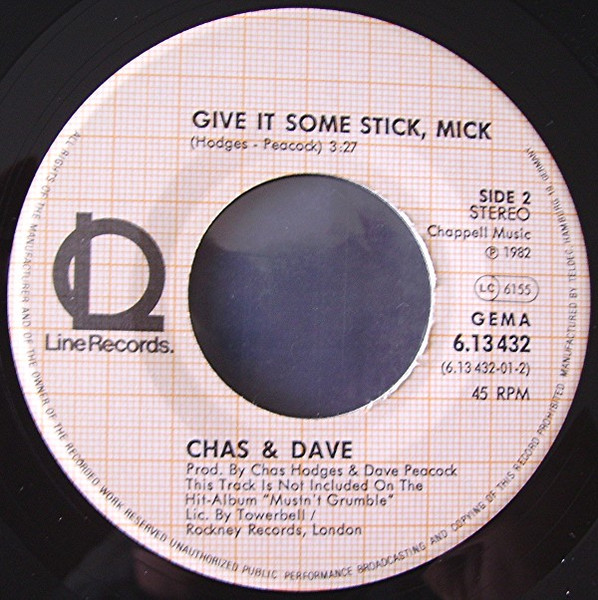 GIVE IT SOME STICK, MICK
(Hodges - Peacock) 3:27
SIDE 2
STEREO
Chappell Music
℗ 1982
LC 6155
GEMA
6.13 432
(6.13 432-01-2)
45 RPM
Line Records.
CHAS & DAVE
Prod. By Chas Hodges & Dave Peacock
This Track Is Not Included On The
Hit-Album "Mustn't Grumble"
Lic. By Towerbell /
Rockney Records, London
ALL RIGHTS OF THE MANUFACTURER AND OF THE OWNER OF THE RECORDED WORK RESERVED UNAUTHORIZED PUBLIC PERFORMANCE BROADCASTING AND COPYING OF THIS RECORD PROHIBITED MANUFACTURED BY TELDEC HAMBURG IN GERMANY